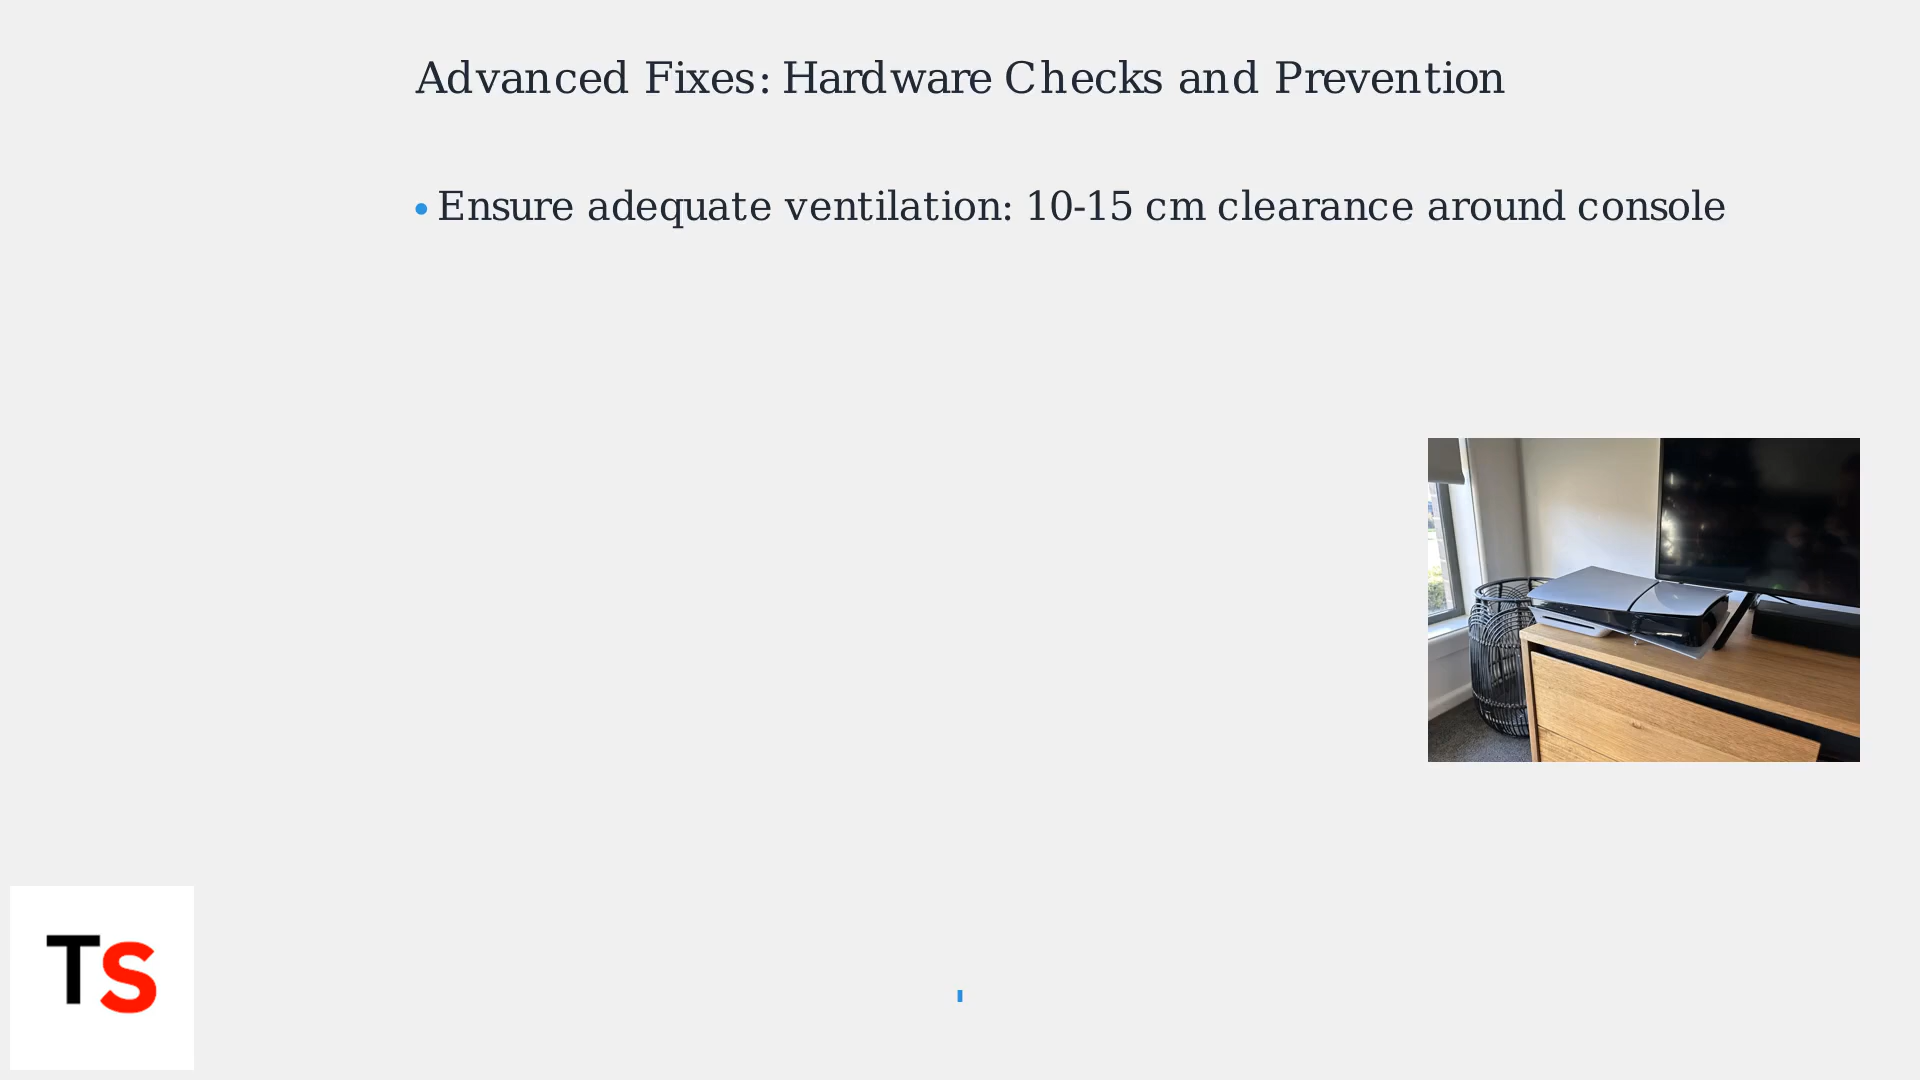 Advanced Fixes: Hardware Checks and Prevention
• Ensure adequate ventilation: 10-15 cm clearance around console
TS